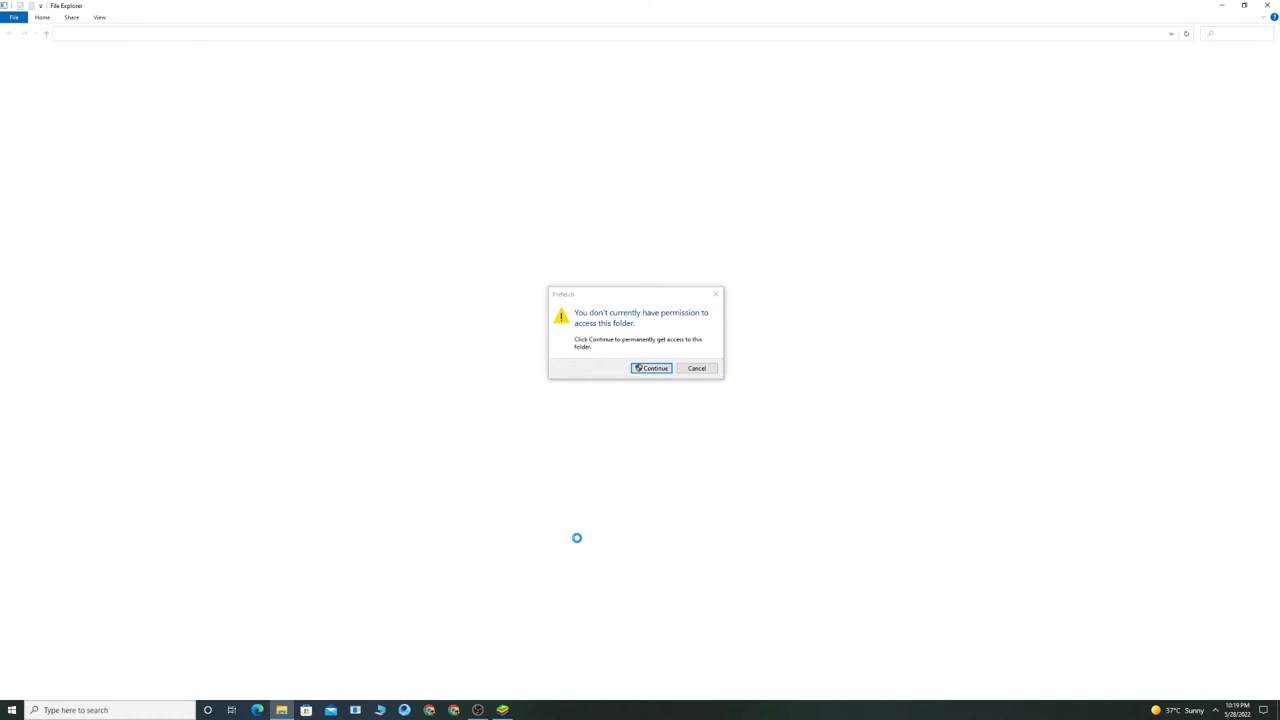 File Explorer
File Home Share View
Prefetch
You don't currently have permission to
access this folder.
Click Continue to permanently get access to this
folder.
Continue Cancel
Type here to search
37°C Sunny
10:19 PM
5/28/2022